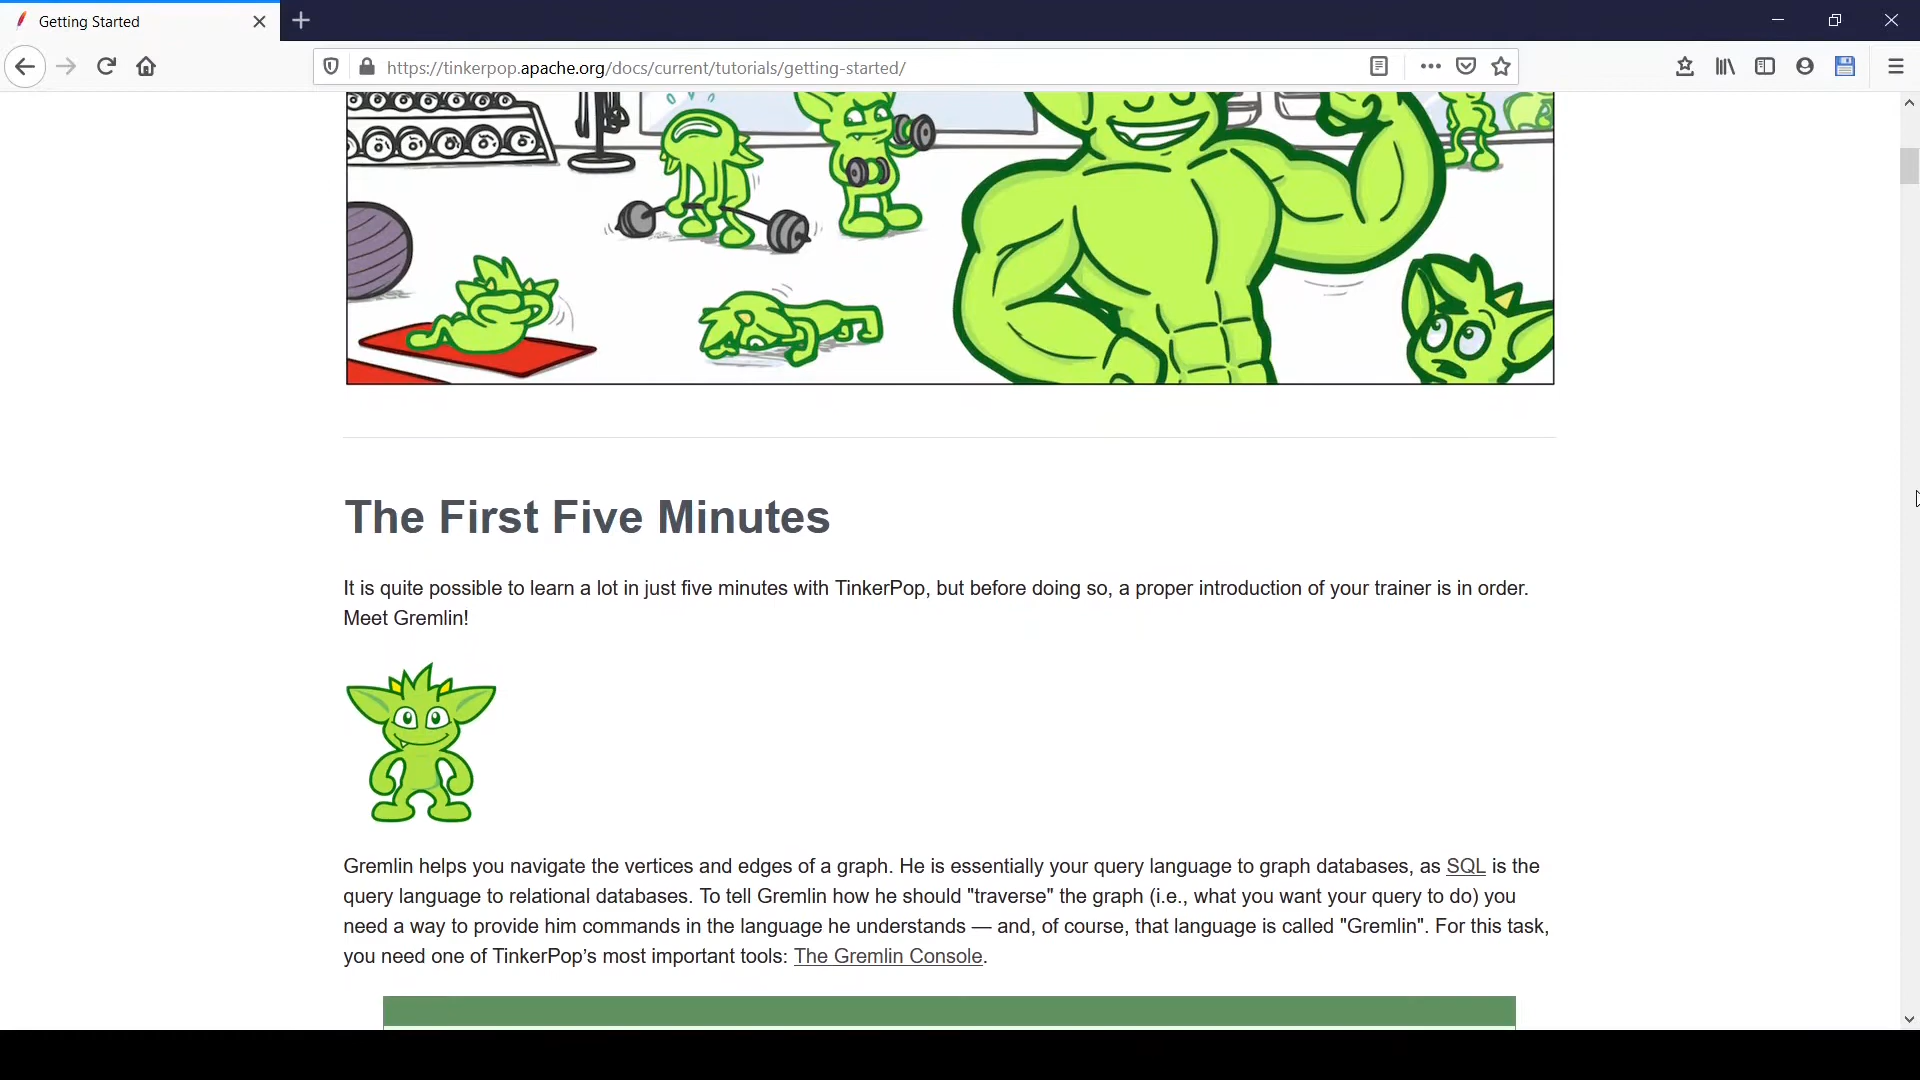 Getting Started
https://tinkerpop.apache.org/docs/current/tutorials/getting-started/
The First Five Minutes
It is quite possible to learn a lot in just five minutes with TinkerPop, but before doing so, a proper introduction of your trainer is in order.
Meet Gremlin!
Gremlin helps you navigate the vertices and edges of a graph. He is essentially your query language to graph databases, as SQL is the
query language to relational databases. To tell Gremlin how he should "traverse" the graph (i.e., what you want your query to do) you
need a way to provide him commands in the language he understands — and, of course, that language is called "Gremlin". For this task,
you need one of TinkerPop’s most important tools: The Gremlin Console.